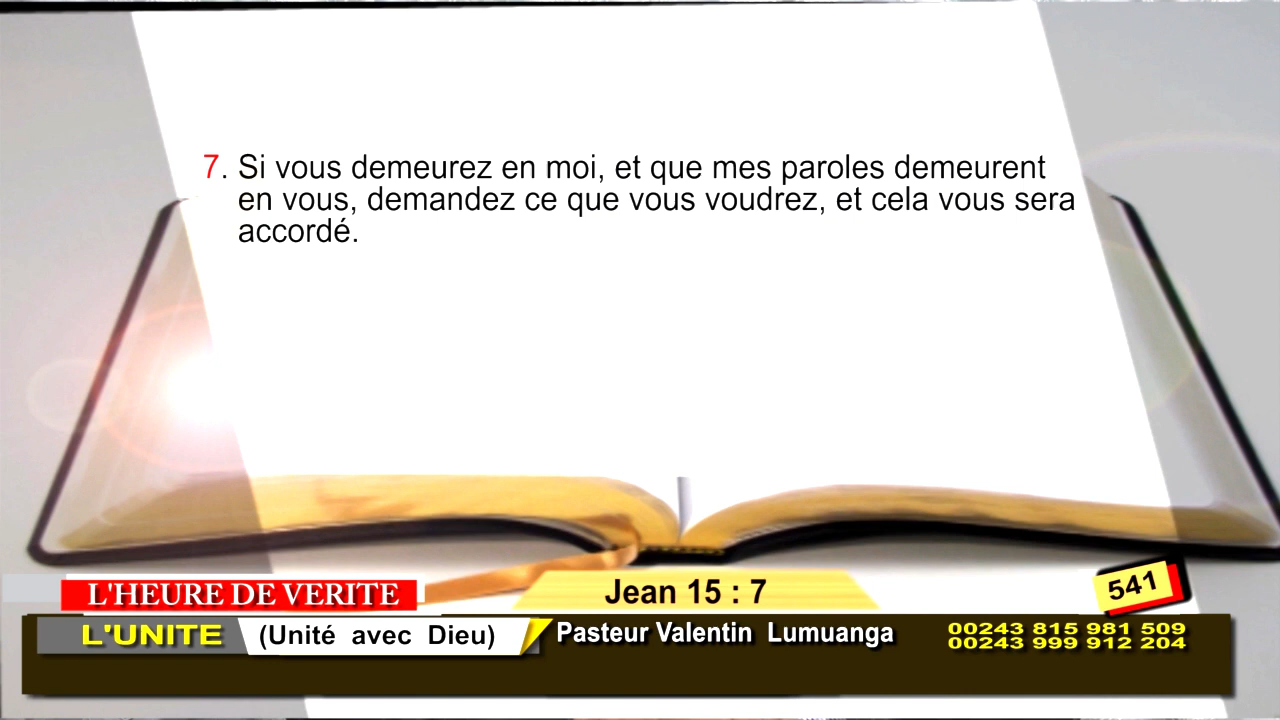 7. Si vous demeurez en moi, et que mes paroles demeurent
en vous, demandez ce que vous voudrez, et cela vous sera
accordé.
L'HEURE DE VERITE
Jean 15 : 7
541
L'UNITE
(Unité avec Dieu)
Pasteur Valentin Lumuanga
00243 815 981 509
00243 999 912 204